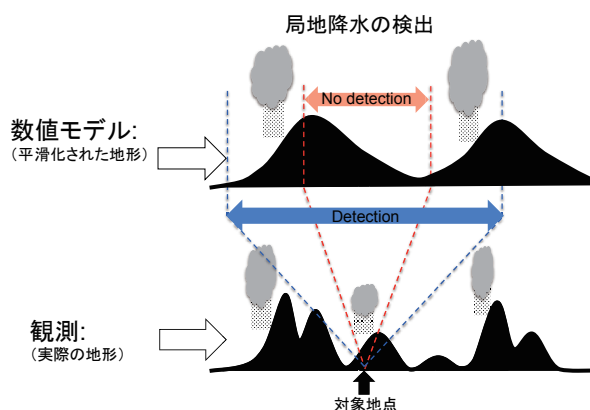 局地降水の検出
No detection
数値モデル:
(平滑化された地形)
Detection
観測:
(実際の地形)
対象地点